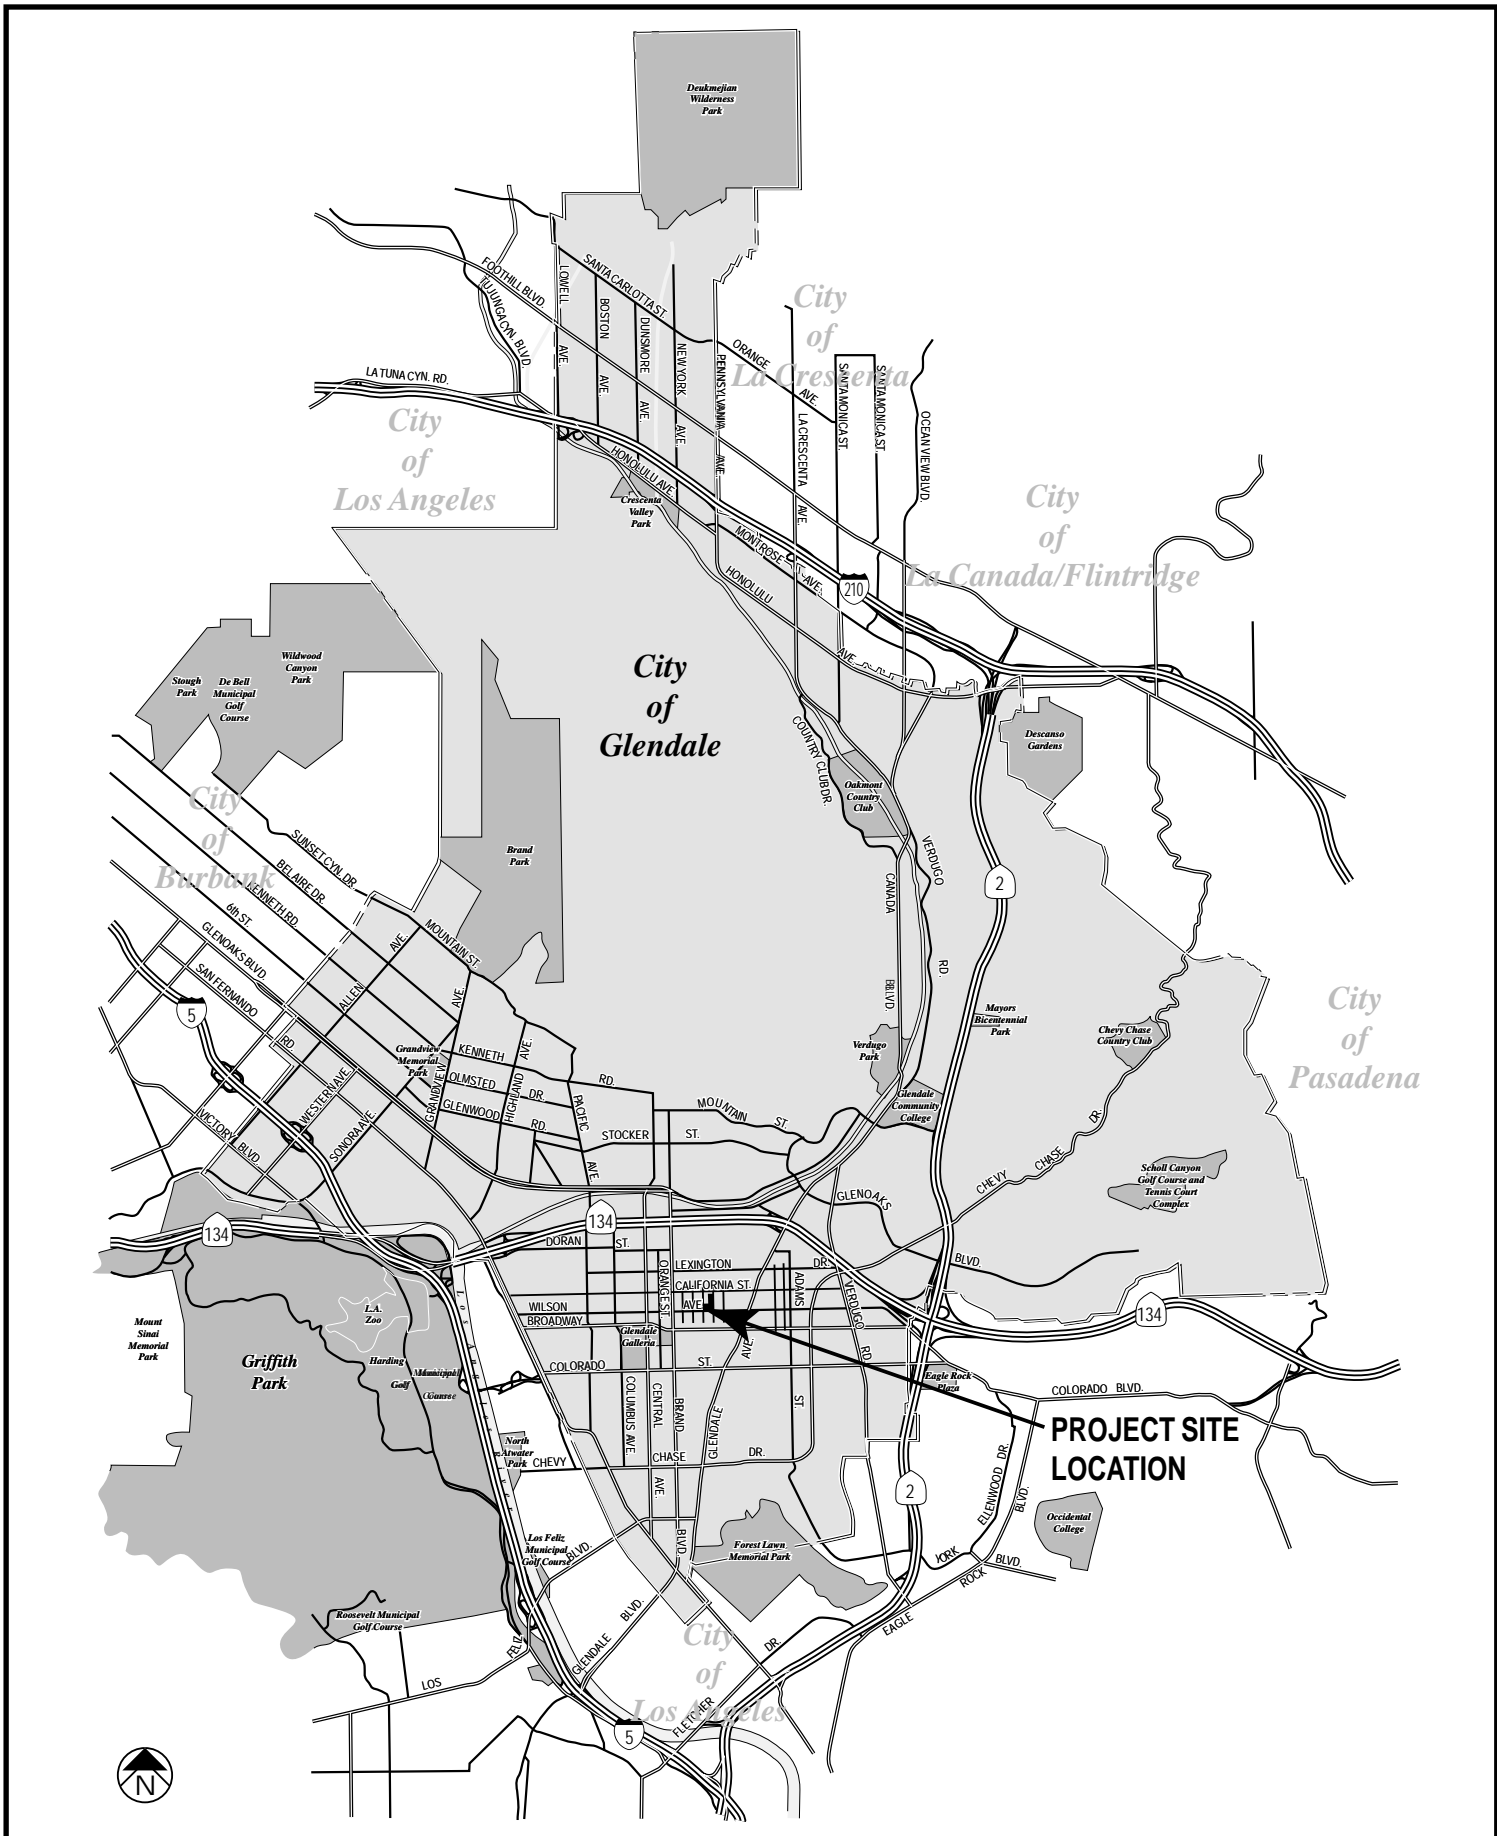 Deukmejian
Wilderness
Park
FOOTHILL BLVD.
TUJUNGA CYN. BLVD.
LOWELL
AVE.
SANTA CARLOTTA ST.
BOSTON
AVE.
DUNSMORE
AVE.
NEW YORK
AVE.
PENNSYLVANIA
AVE.
ORANGE
AVE.
City
of
La Crescenta
LA CRESCENTA
AVE.
SANTA MONICA ST.
SANTA MONICA ST.
OCEAN VIEW BLVD.
LA TUNA CYN. RD.
City
of
Los Angeles
HONOLULU AVE.
Crescenta
Valley
Park
MONTROSE
AVE.
HONOLULU
AVE.
210
City
of
La Canada/Flintridge
Wildwood
Canyon
Park
Stough
Park
De Bell
Municipal
Golf
Course
City
of
Glendale
Descanso
Gardens
COUNTRY CLUB DR.
Oakmont
Country
Club
City
of
Burbank
SUNSET CYN. DR.
BELAIRE DR.
KENNETH RD.
6th ST.
GLENOAKS BLVD.
SAN FERNANDO
RD.
Brand
Park
VERDUGO
RD.
CANADA
BLVD.
2
MOUNTAIN ST.
ALLEN
AVE.
5
Grandview
Memorial
Park
GRANDVIEW
AVE.
HIGHLAND
AVE.
KENNETH
RD.
OLMSTED
DR.
GLENWOOD
RD.
PACIFIC
AVE.
WESTERN AVE.
SONORA AVE.
VICTORY BLVD.
STOCKER
ST.
MOUNTAIN
ST.
Verdugo
Park
Mayors
Bicentennial
Park
Chevy Chase
Country Club
City
of
Pasadena
Glendale
Community
College
CHEVY
CHASE
DR.
Scholl Canyon
Golf Course and
Tennis Court
Complex
GLENOAKS
BLVD.
134
134
DORAN
ST.
LEXINGTON
DR.
CALIFORNIA ST.
ORANGE ST.
WILSON
AVE.
BROADWAY
ADAMS
ST.
VERDUGO
RD.
134
L.A.
Zoo
Mount
Sinai
Memorial
Park
Griffith
Park
Harding
Golf
Municipal
Course
Los Angeles River
Glendale
Galleria
COLORADO
ST.
COLUMBUS AVE.
CENTRAL
AVE.
BRAND
BLVD.
GLENDALE
AVE.
Eagle Rock
Plaza
COLORADO BLVD.
PROJECT SITE
LOCATION
North
Atwater
Park
CHEVY
CHASE
DR.
2
ELLENWOOD DR.
BLVD.
Occidental
College
Los Feliz
Municipal
Golf Course
BLVD.
Forest Lawn
Memorial Park
YORK
BLVD.
ROCK
EAGLE
Roosevelt Municipal
Golf Course
LOS
FELIZ
GLENDALE
BLVD.
City
of
Los Angeles
FLETCHER
DR.
5
N